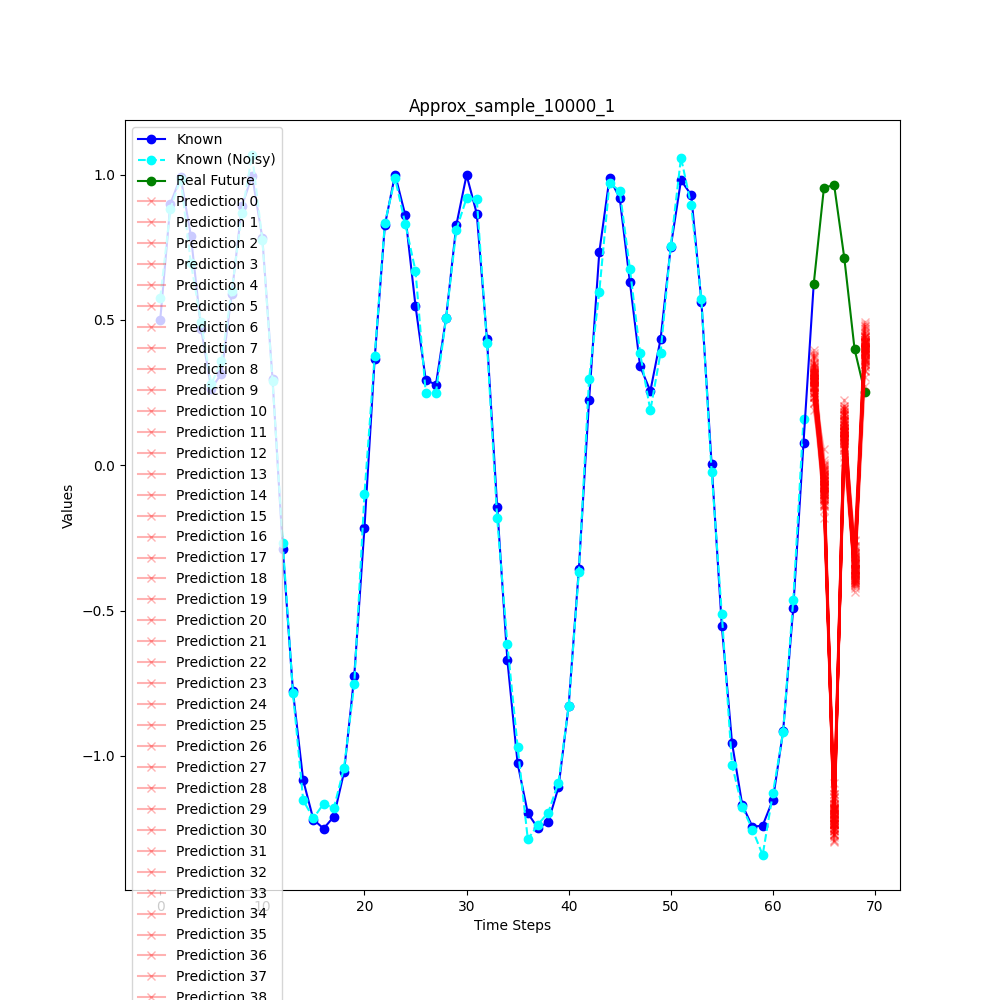 Approx_sample_10000_1
Known
Known (Noisy)
Real Future
Prediction 0
Prediction 1
Prediction 2
Prediction 3
Prediction 4
Prediction 5
Prediction 6
Prediction 7
Prediction 8
Prediction 9
Prediction 10
Prediction 11
Prediction 12
Prediction 13
Prediction 14
Prediction 15
Prediction 16
Prediction 17
Prediction 18
Prediction 19
Prediction 20
Prediction 21
Prediction 22
Prediction 23
Prediction 24
Prediction 25
Prediction 26
Prediction 27
Prediction 28
Prediction 29
Prediction 30
Prediction 31
Prediction 32
Prediction 33
Prediction 34
Prediction 35
Prediction 36
Prediction 37
Prediction 38
1.0
0.5
0.0
−0.5
−1.0
Values
0 10 20 30 40 50 60 70
Time Steps